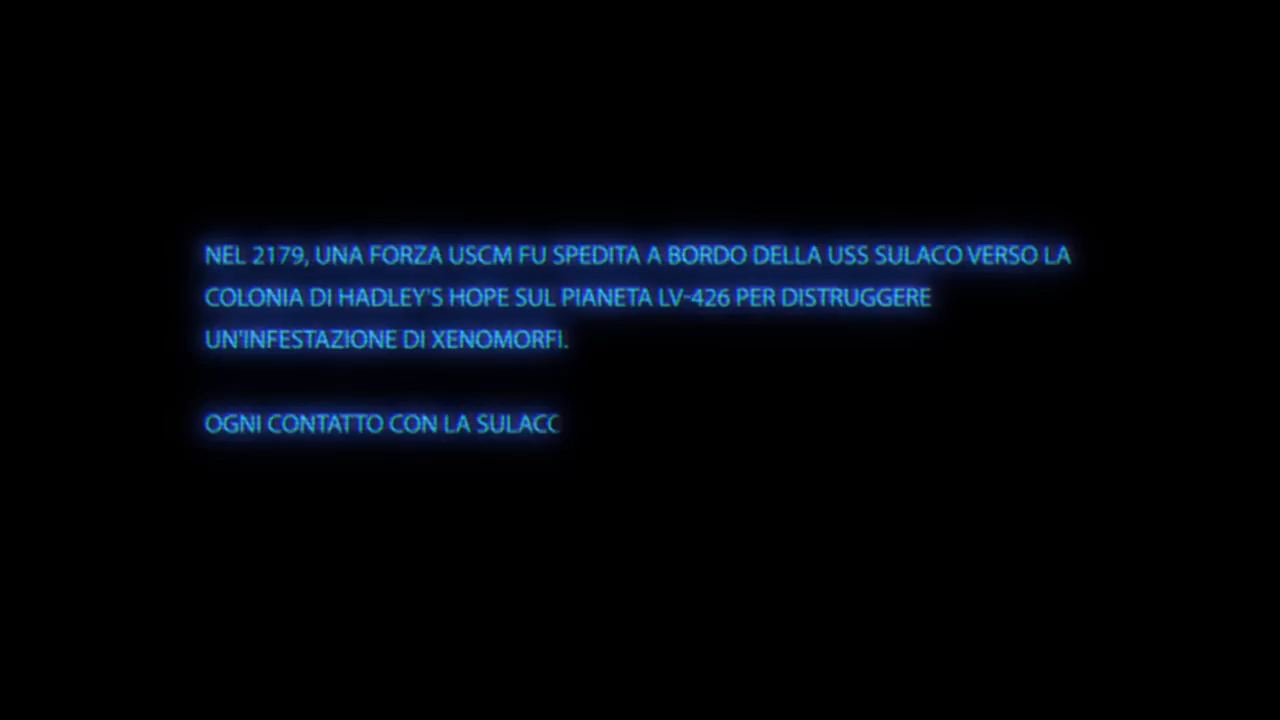 NEL 2179, UNA FORZA USCM FU SPEDITA A BORDO DELLA USS SULACO VERSO LA
COLONIA DI HADLEY'S HOPE SUL PIANETA LV-426 PER DISTRUGGERE
UN'INFESTAZIONE DI XENOMORFI.
OGNI CONTATTO CON LA SULACC